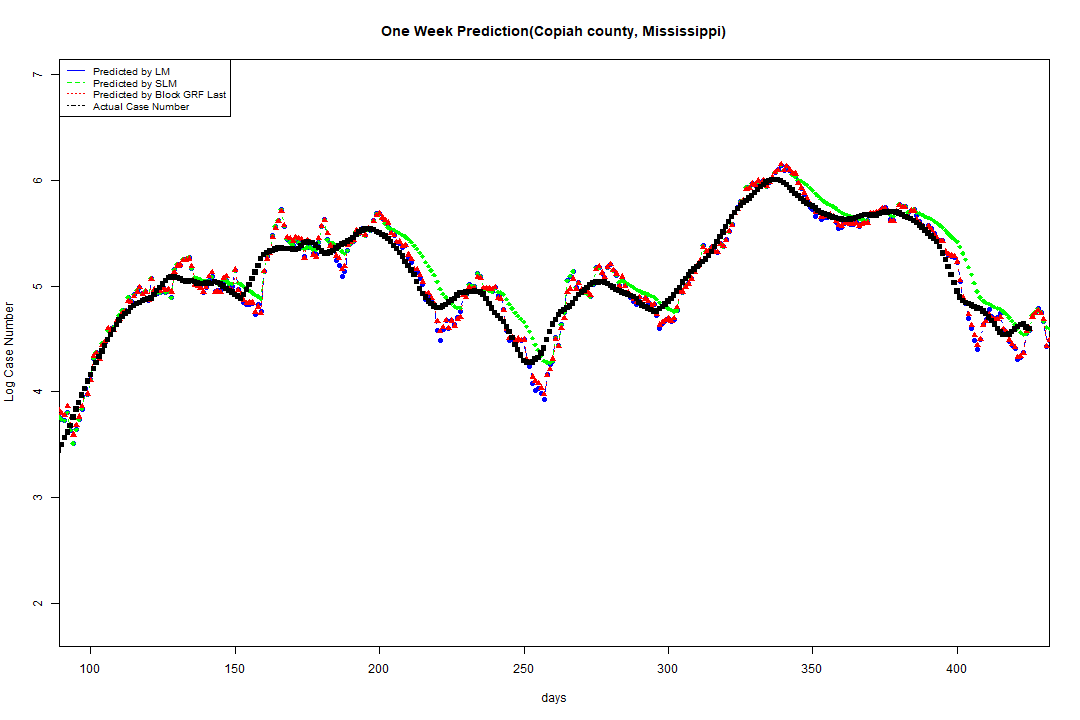 One Week Prediction(Copiah county, Mississippi)
Predicted by LM
Predicted by SLM
Predicted by Block GRF Last
Actual Case Number
7
6
5
4
3
2
Log Case Number
100 150 200 250 300 350 400
days